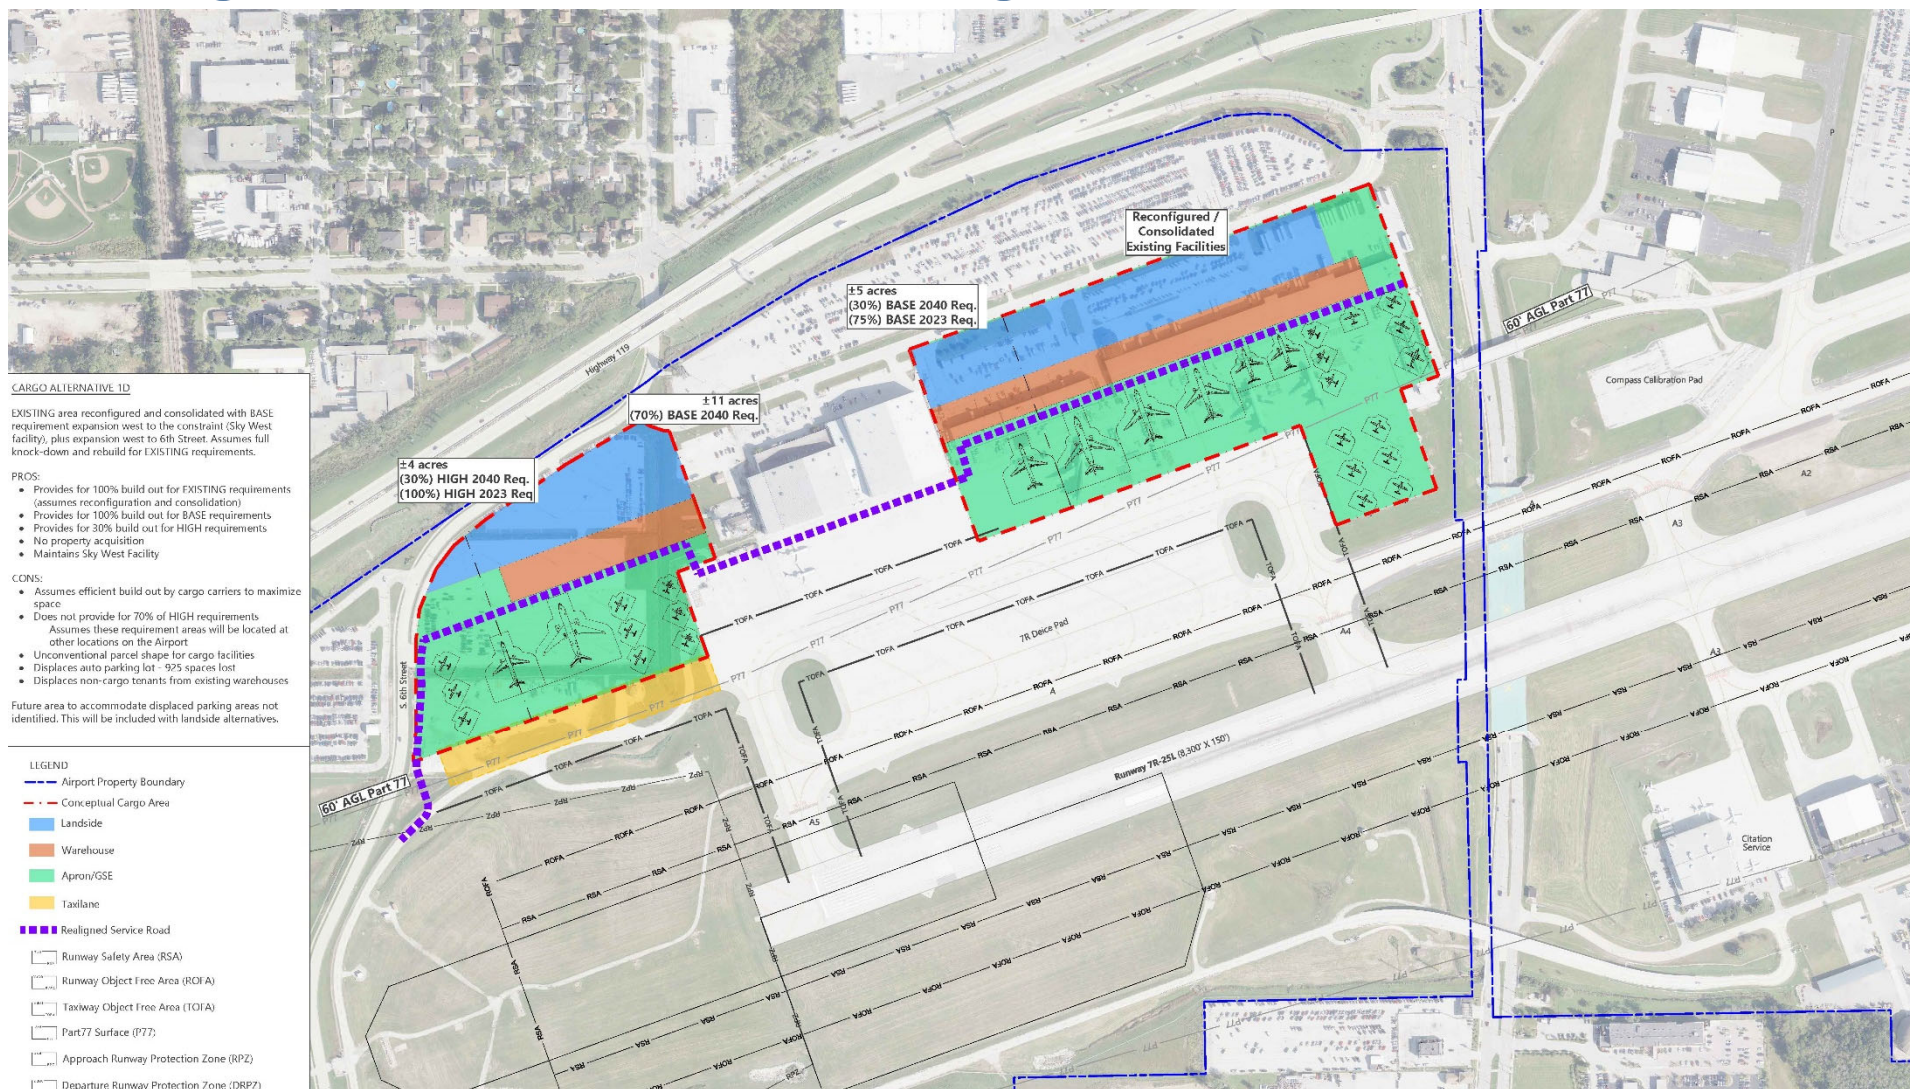 Reconfigured /
Consolidated
Existing Facilities
±5 acres
(30%) BASE 2040 Req.
(75%) BASE 2023 Req.
60' AGL Part 77
P77
Highway 119
Compass Calibration Pad
±11 acres
(70%) BASE 2040 Req.
±4 acres
(30%) HIGH 2040 Req.
(100%) HIGH 2023 Req
CARGO ALTERNATIVE 1D
EXISTING area reconfigured and consolidated with BASE
requirement expansion west to the constraint (Sky West
facility), plus expansion west to 6th Street. Assumes full
knock-down and rebuild for EXISTING requirements.
PROS:
• Provides for 100% build out for EXISTING requirements
(assumes reconfiguration and consolidation)
• Provides for 100% build out for BASE requirements
• Provides for 30% build out for HIGH requirements
• No property acquisition
• Maintains Sky West Facility
CONS:
• Assumes efficient build out by cargo carriers to maximize
space
• Does not provide for 70% of HIGH requirements
Assumes these requirement areas will be located at
other locations on the Airport
• Unconventional parcel shape for cargo facilities
• Displaces auto parking lot - 925 spaces lost
• Displaces non-cargo tenants from existing warehouses
Future area to accommodate displaced parking areas not
identified. This will be included with landside alternatives.
S. 6th Street
60' AGL Part 77
7R Deice Pad
A
A2
A3
A3
A4
A5
TOFA
ROFA
RSA
RPZ
Runway 7R-25L (8,300' X 150')
Citation
Service
LEGEND
Airport Property Boundary
Conceptual Cargo Area
Landside
Warehouse
Apron/GSE
Taxilane
Realigned Service Road
Runway Safety Area (RSA)
Runway Object Free Area (ROFA)
Taxiway Object Free Area (TOFA)
Part77 Surface (P77)
Approach Runway Protection Zone (RPZ)
Departure Runway Protection Zone (DRPZ)